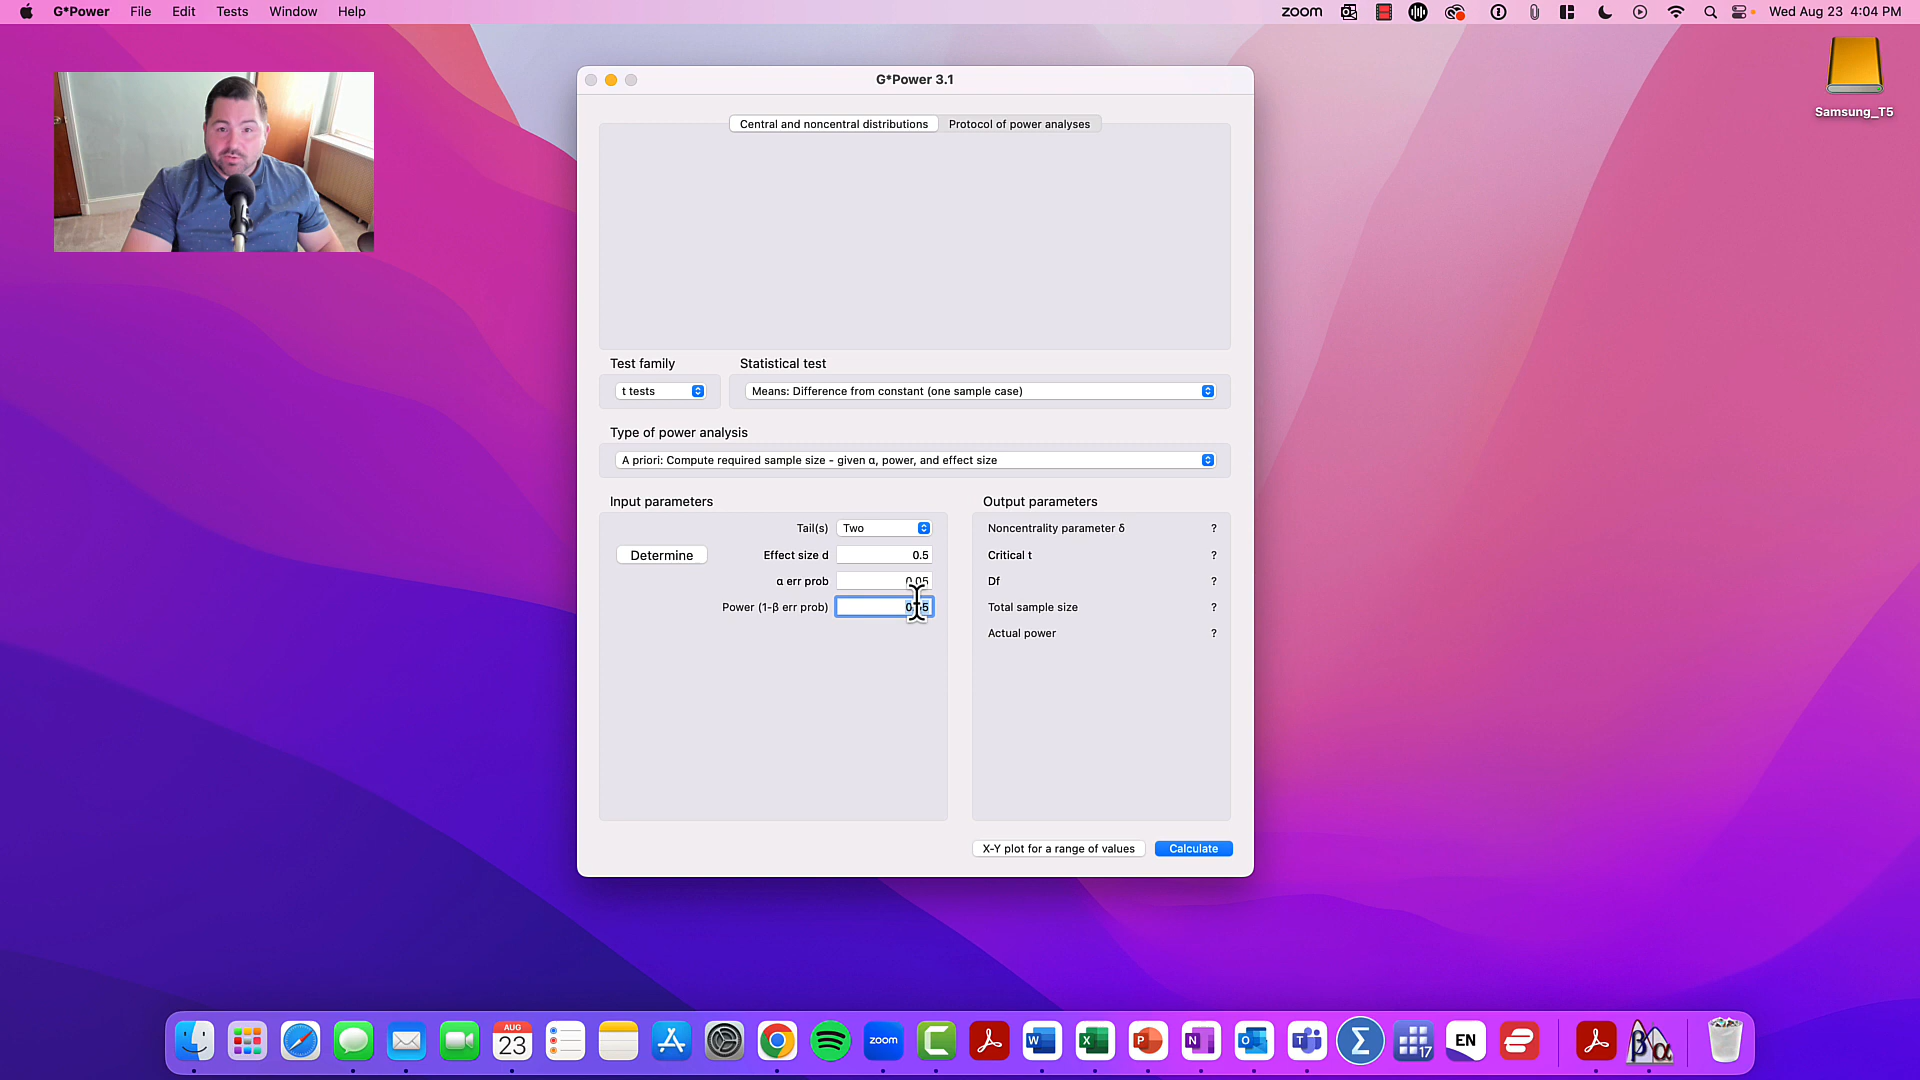 G*Power File Edit Tests Window Help zoom Wed Aug 23 4:04 PM
Samsung_T5
G*Power 3.1
Central and noncentral distributions Protocol of power analyses
Test family Statistical test
t tests Means: Difference from constant (one sample case)
Type of power analysis
A priori: Compute required sample size - given α, power, and effect size
Input parameters Output parameters
Tail(s) Two Noncentrality parameter δ ?
Determine Effect size d 0.5 Critical t ?
α err prob 0.05 Df ?
Power (1-β err prob) Total sample size ?
Actual power ?
X-Y plot for a range of values Calculate
AUG
23 zoom W X P N O T Σ 17 EN β α